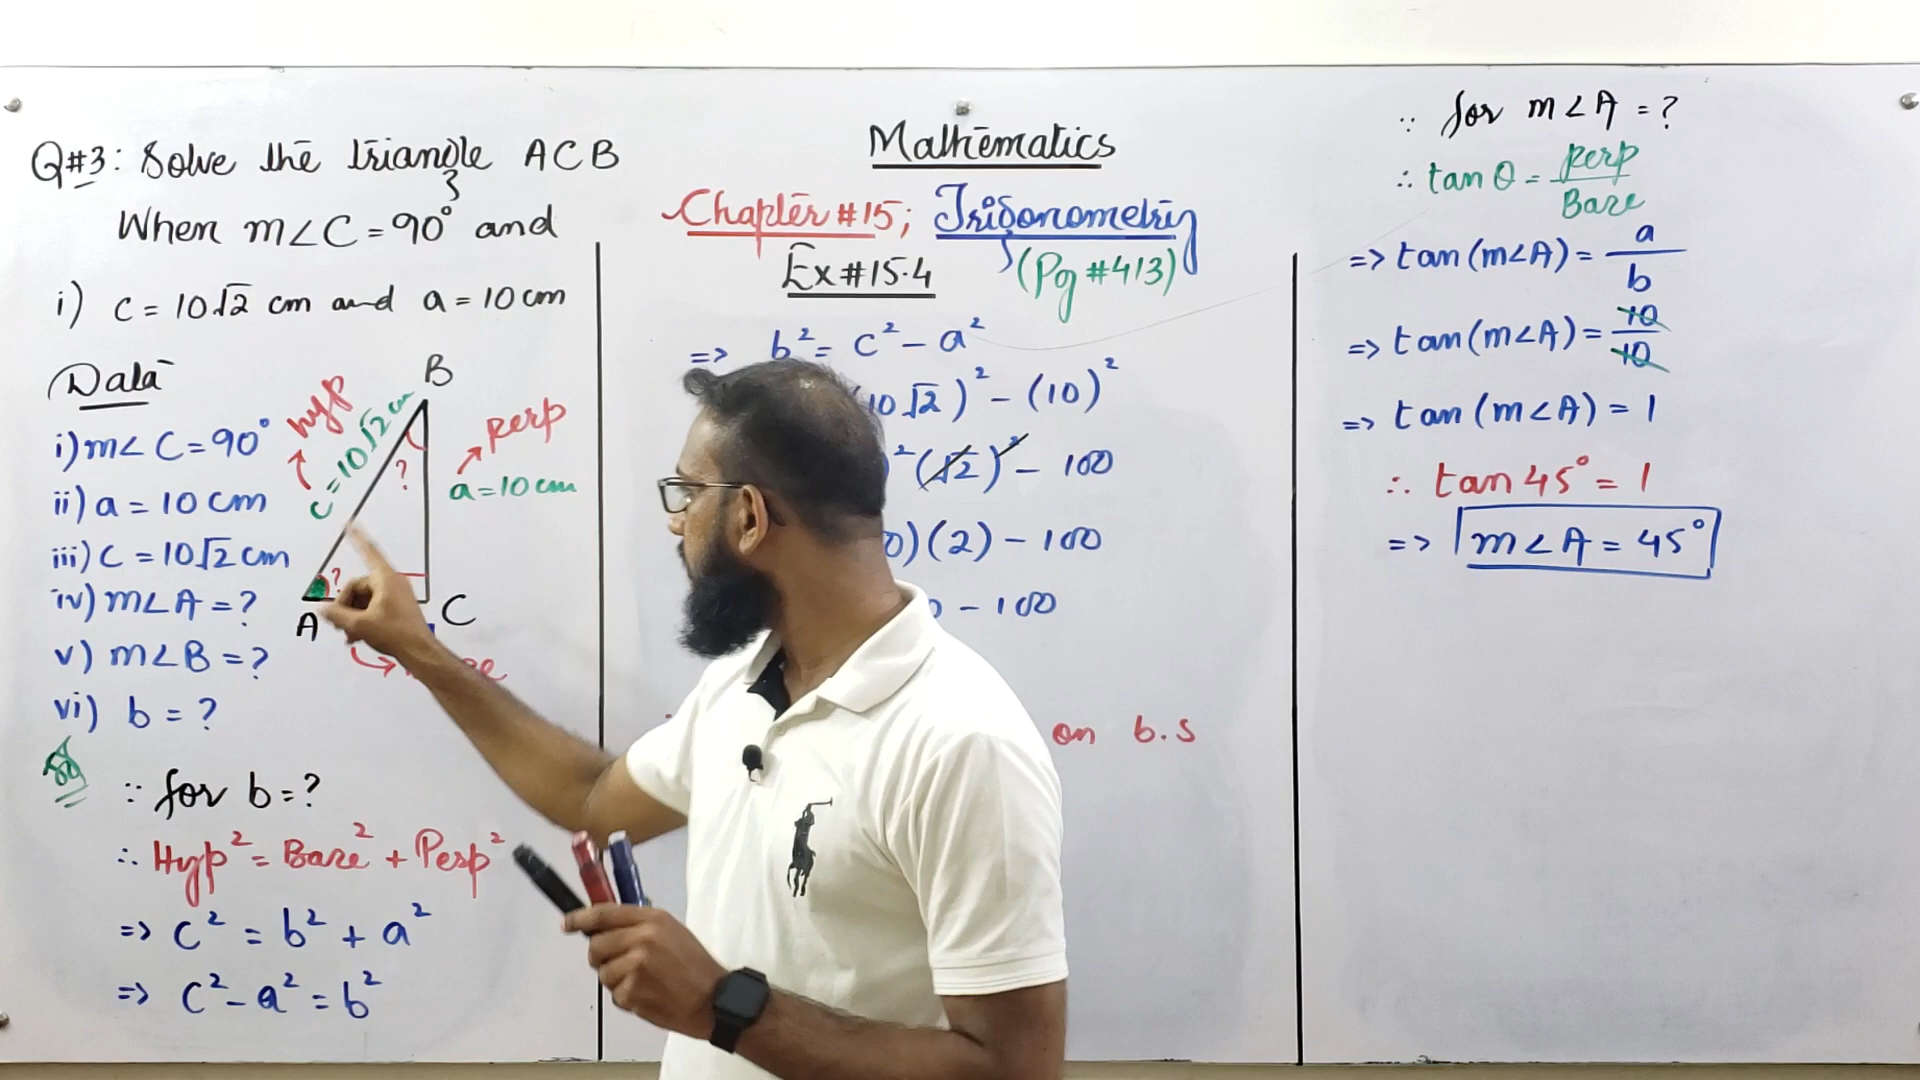 Q#3: Solve the triangle ACB
When m∠C = 90° and
i) c = 10√2 cm and a = 10 cm
Data
i) m∠C = 90°
ii) a = 10 cm
iii) C = 10√2 cm
iv) m∠A = ?
v) m∠B = ?
vi) b = ?
B
hyp
c = 10√2 cm
perp
a = 10 cm
?
?
A
C
Sol
∵ for b = ?
∴ Hyp² = Base² + Perp²
=> c² = b² + a²
=> c² - a² = b²
Mathematics
Chapter #15; Trigonometry
Ex #15.4 (Pg #413)
=> b² = c² - a²
10√2)² - (10)²
)² (√2)² - 100
0)(2) - 100
0 - 100
on b.s
∵ for m∠A = ?
∴ tan θ = perp/Base
=> tan (m∠A) = a/b
=> tan (m∠A) = 10/10
=> tan (m∠A) = 1
∴ tan 45° = 1
=> m∠A = 45°